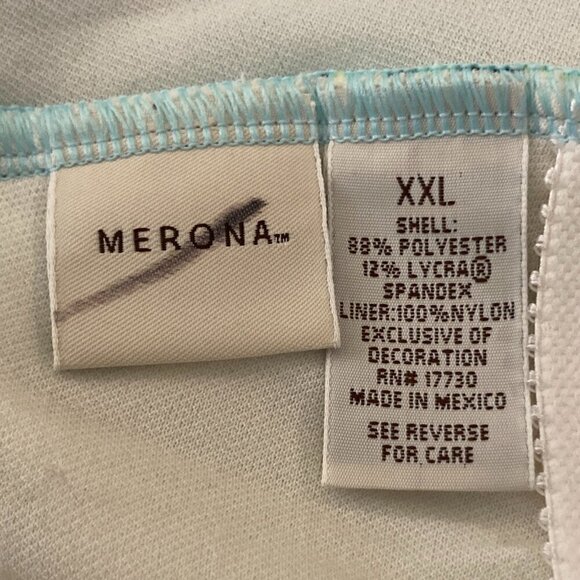 MERONA™
XXL
SHELL:
88% POLYESTER
12% LYCRA®
SPANDEX
LINER:100%NYLON
EXCLUSIVE OF
DECORATION
RN# 17730
MADE IN MEXICO
SEE REVERSE
FOR CARE